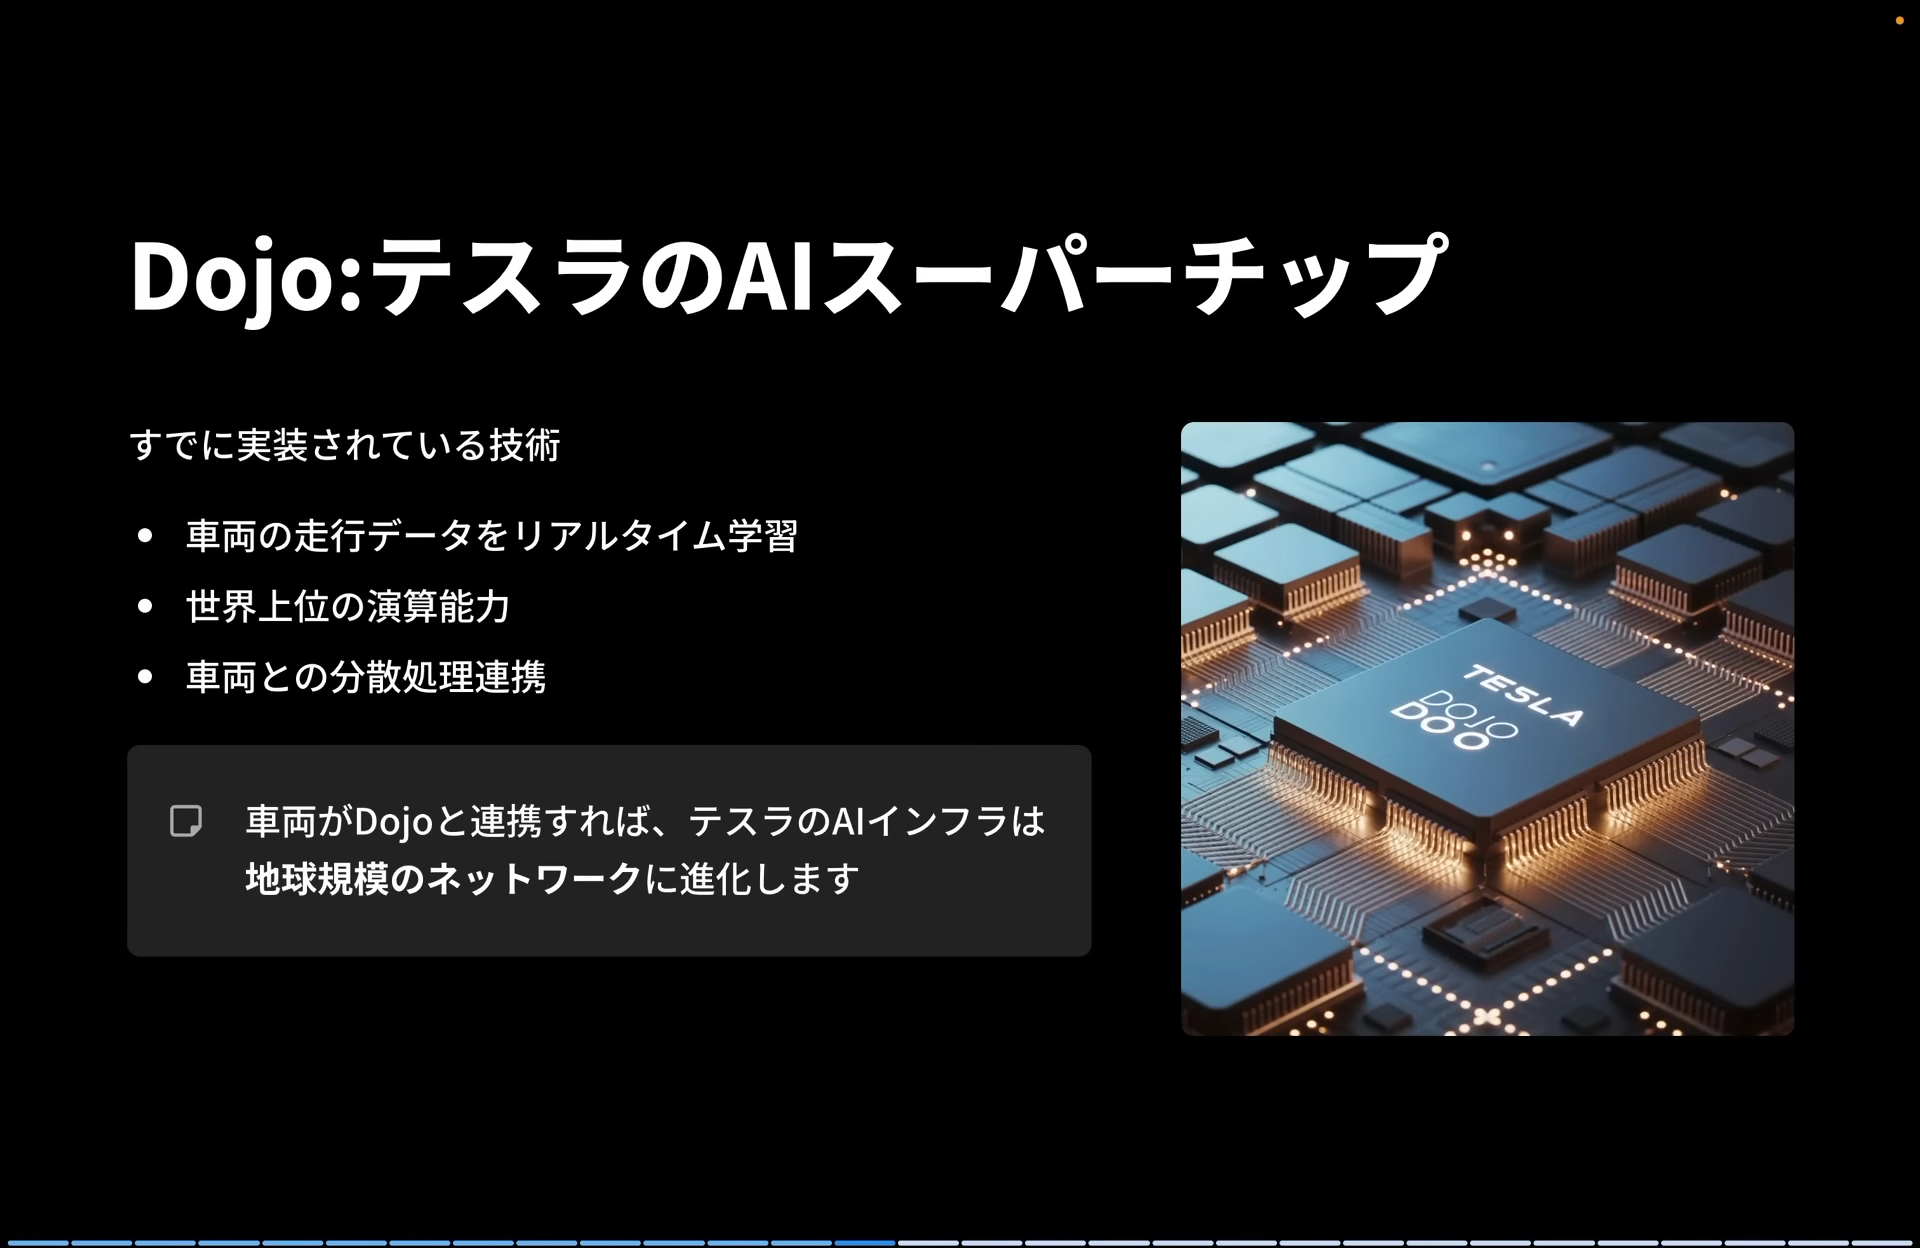 Dojo:テスラのAIスーパーチップ
すでに実装されている技術
車両の走行データをリアルタイム学習
世界上位の演算能力
車両との分散処理連携
車両がDojoと連携すれば、テスラのAIインフラは
地球規模のネットワークに進化します
TESLA
DOJO
DOO